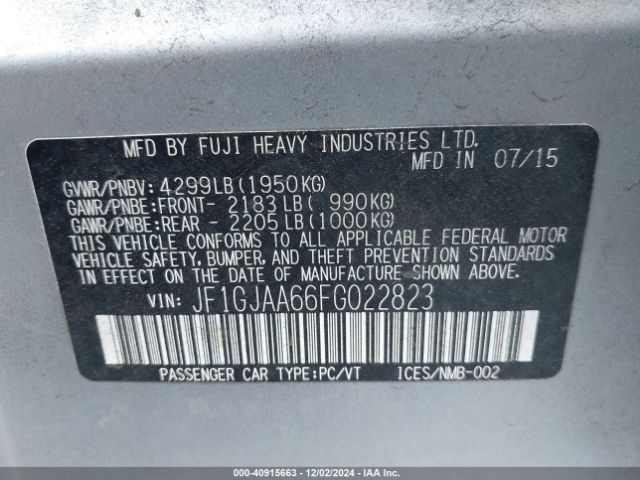 MFD BY FUJI HEAVY INDUSTRIES LTD.
MFD IN 07/15
GVWR/PNBV: 4299LB(1950KG)
GAWR/PNBE:FRONT- 2183LB( 990KG)
GAWR/PNBE:REAR - 2205LB(1000KG)
THIS VEHICLE CONFORMS TO ALL APPLICABLE FEDERAL MOTOR
VEHICLE SAFETY, BUMPER, AND THEFT PREVENTION STANDARDS
IN EFFECT ON THE DATE OF MANUFACTURE SHOWN ABOVE.
VIN: JF1GJAA66FG022823
PASSENGER CAR TYPE:PC/VT ICES/NMB-002
000-40915663 - 12/02/2024 - IAA Inc.